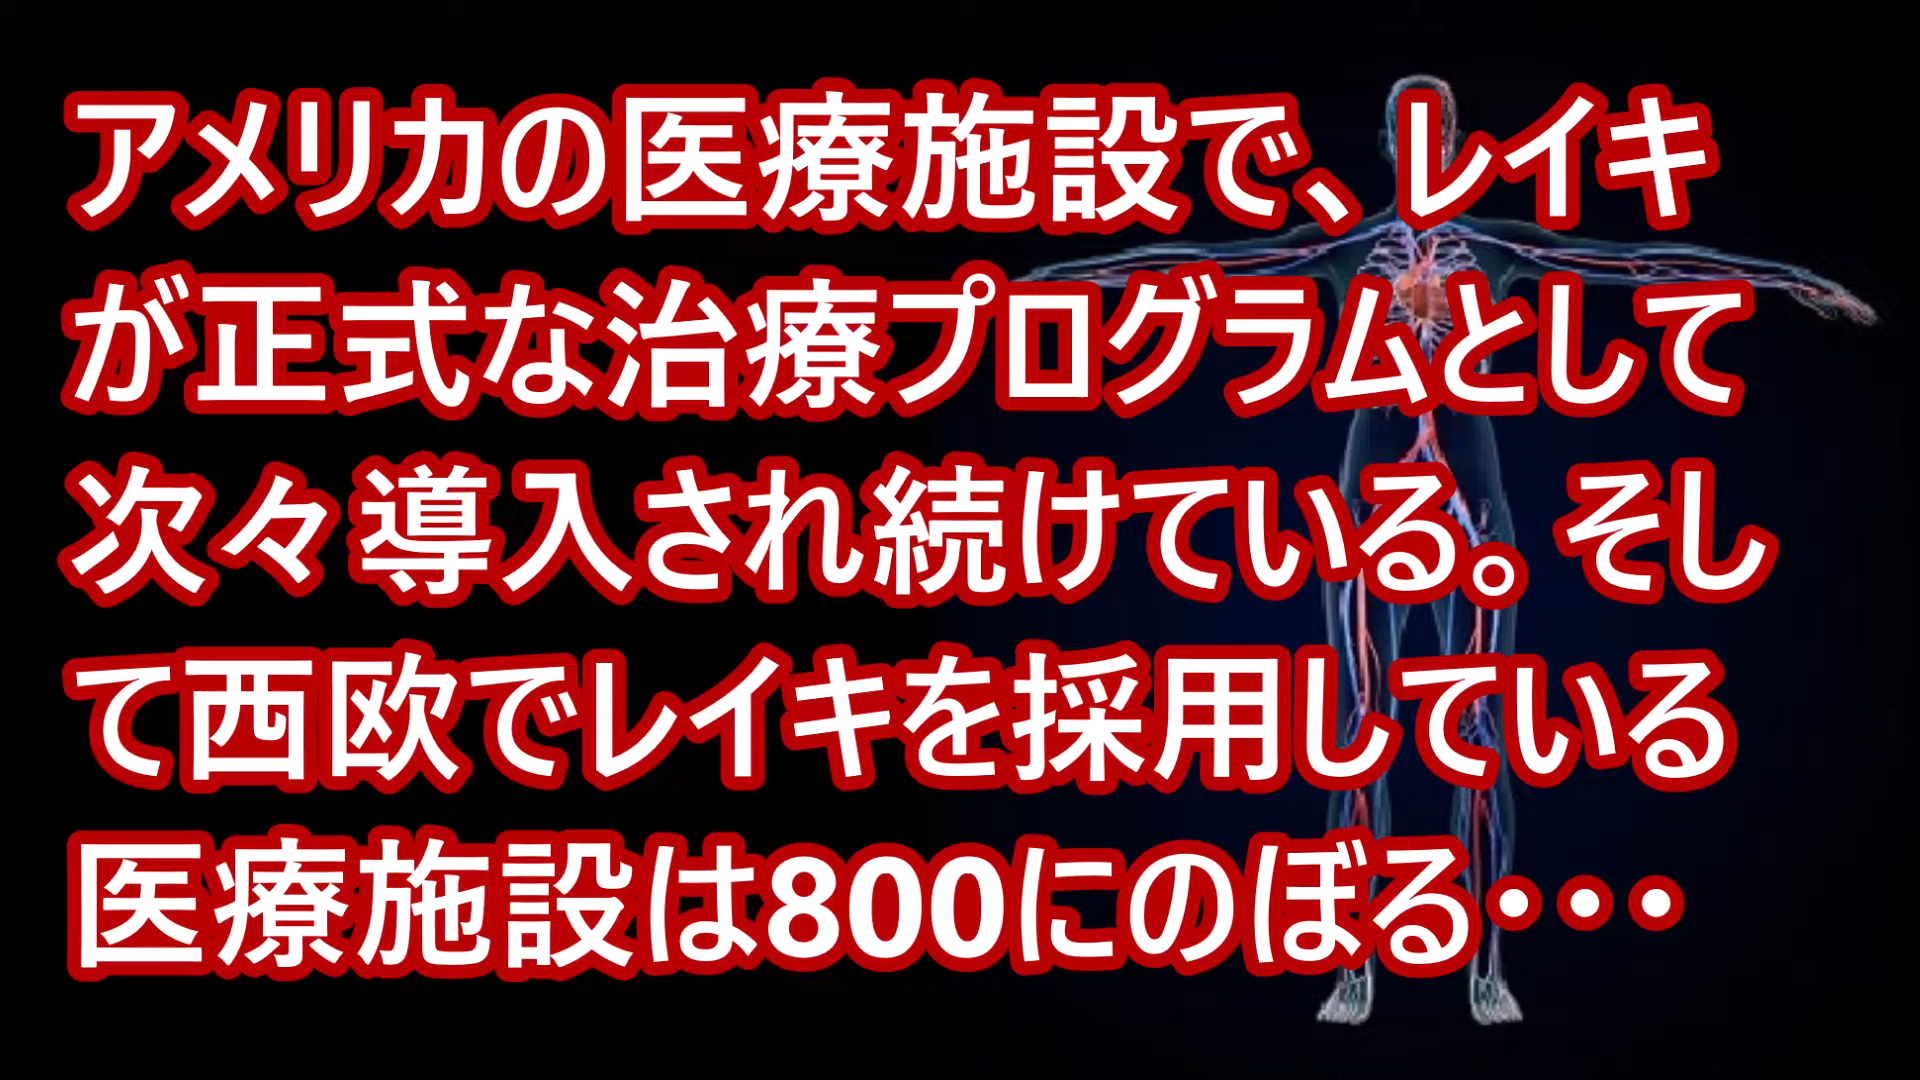 アメリカの医療施設で、レイキ
が正式な治療プログラムとして
次々導入され続けている。そし
て西欧でレイキを採用している
医療施設は800にのぼる・・・